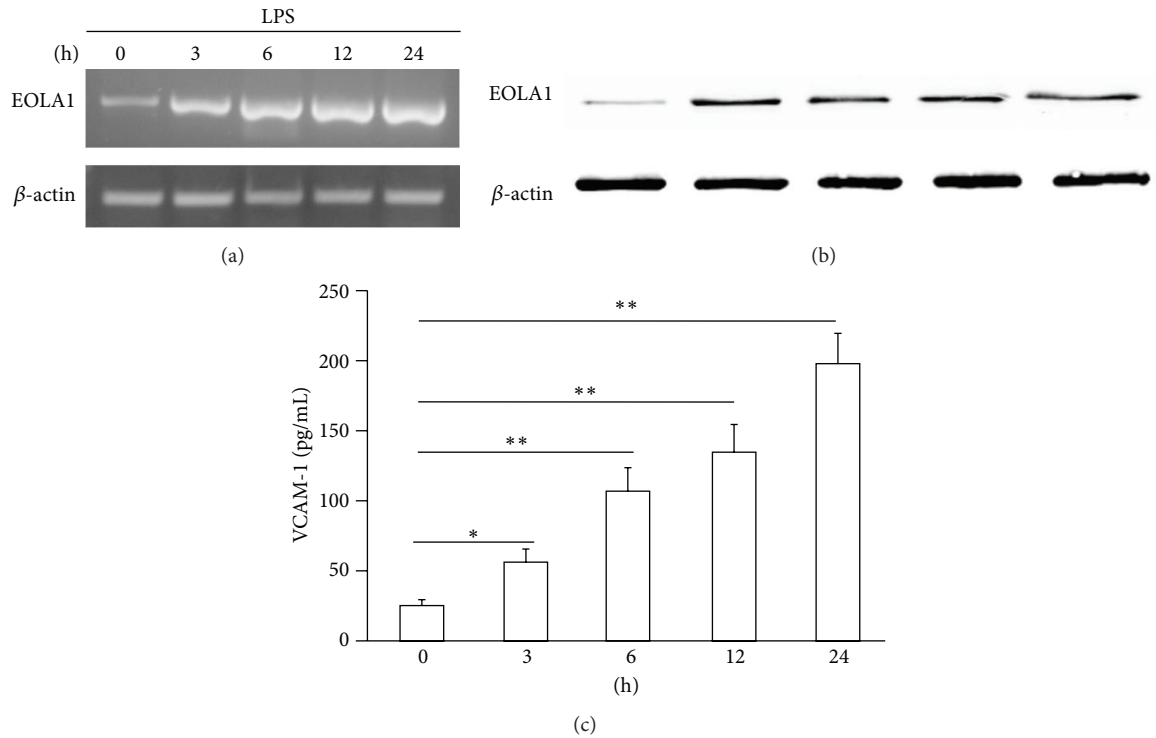 LPS
(h) 0 3 6 12 24
EOLA1
β-actin
(a)
EOLA1
β-actin
(b)
250
200
150
100
50
0
VCAM-1 (pg/mL)
**
**
**
*
0 3 6 12 24
(h)
(c)